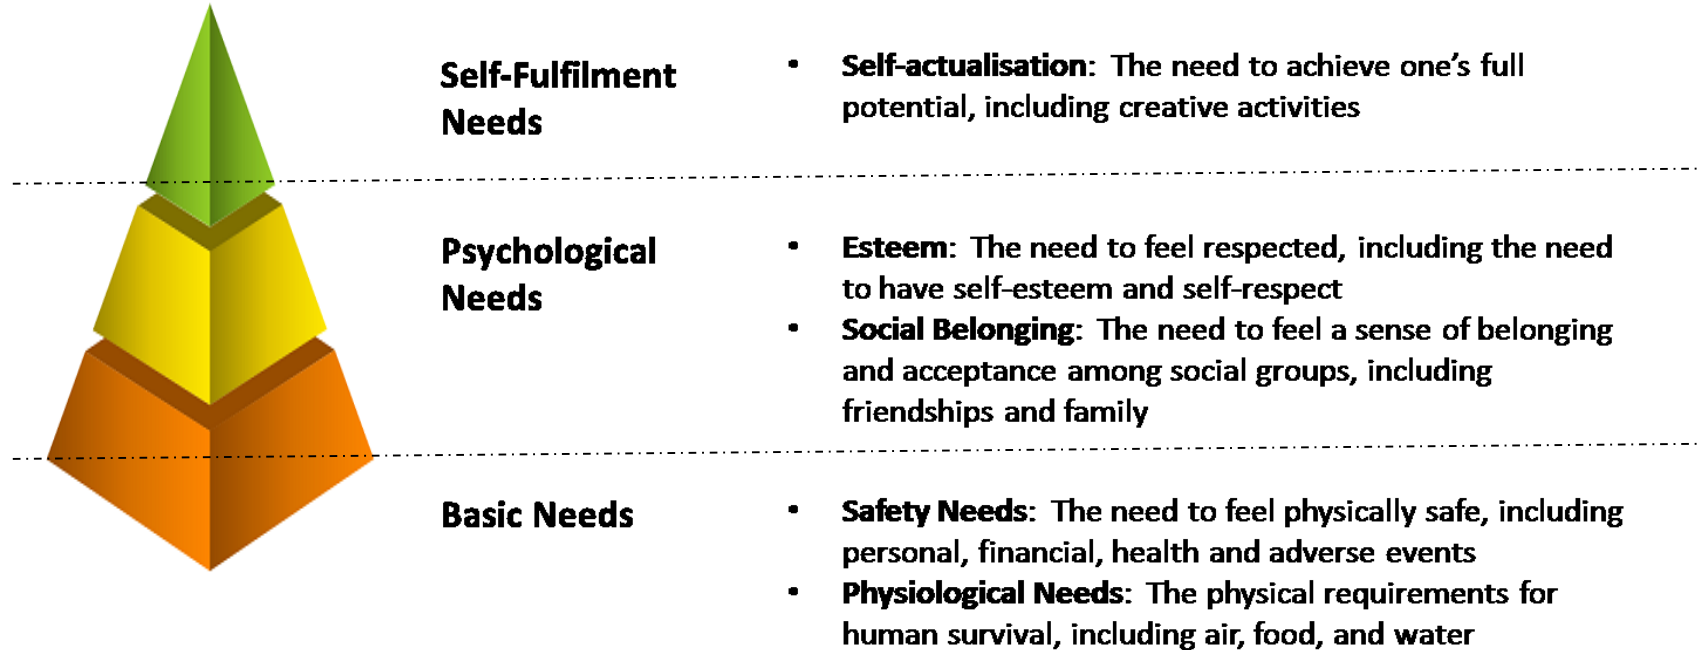 Self-Fulfilment
Needs
• Self-actualisation: The need to achieve one’s full
potential, including creative activities
Psychological
Needs
• Esteem: The need to feel respected, including the need
to have self-esteem and self-respect
• Social Belonging: The need to feel a sense of belonging
and acceptance among social groups, including
friendships and family
Basic Needs
• Safety Needs: The need to feel physically safe, including
personal, financial, health and adverse events
• Physiological Needs: The physical requirements for
human survival, including air, food, and water